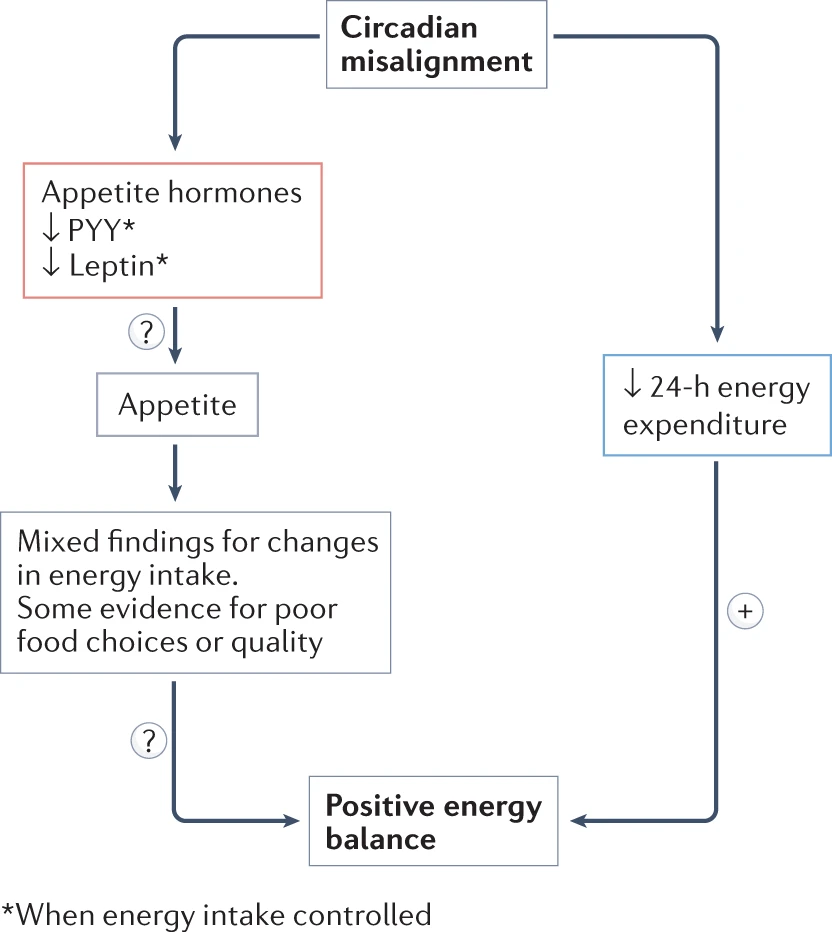 Circadian
misalignment
Appetite hormones
↓ PYY*
↓ Leptin*
?
Appetite
↓ 24-h energy
expenditure
Mixed findings for changes
in energy intake.
Some evidence for poor
food choices or quality
+
?
Positive energy
balance
*When energy intake controlled